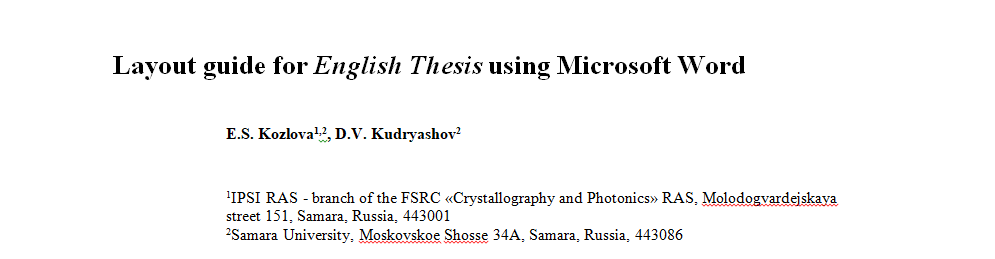 Layout guide for English Thesis using Microsoft Word
E.S. Kozlova¹,², D.V. Kudryashov²
¹IPSI RAS - branch of the FSRC «Crystallography and Photonics» RAS, Molodogvardejskaya
street 151, Samara, Russia, 443001
²Samara University, Moskovskoe Shosse 34A, Samara, Russia, 443086